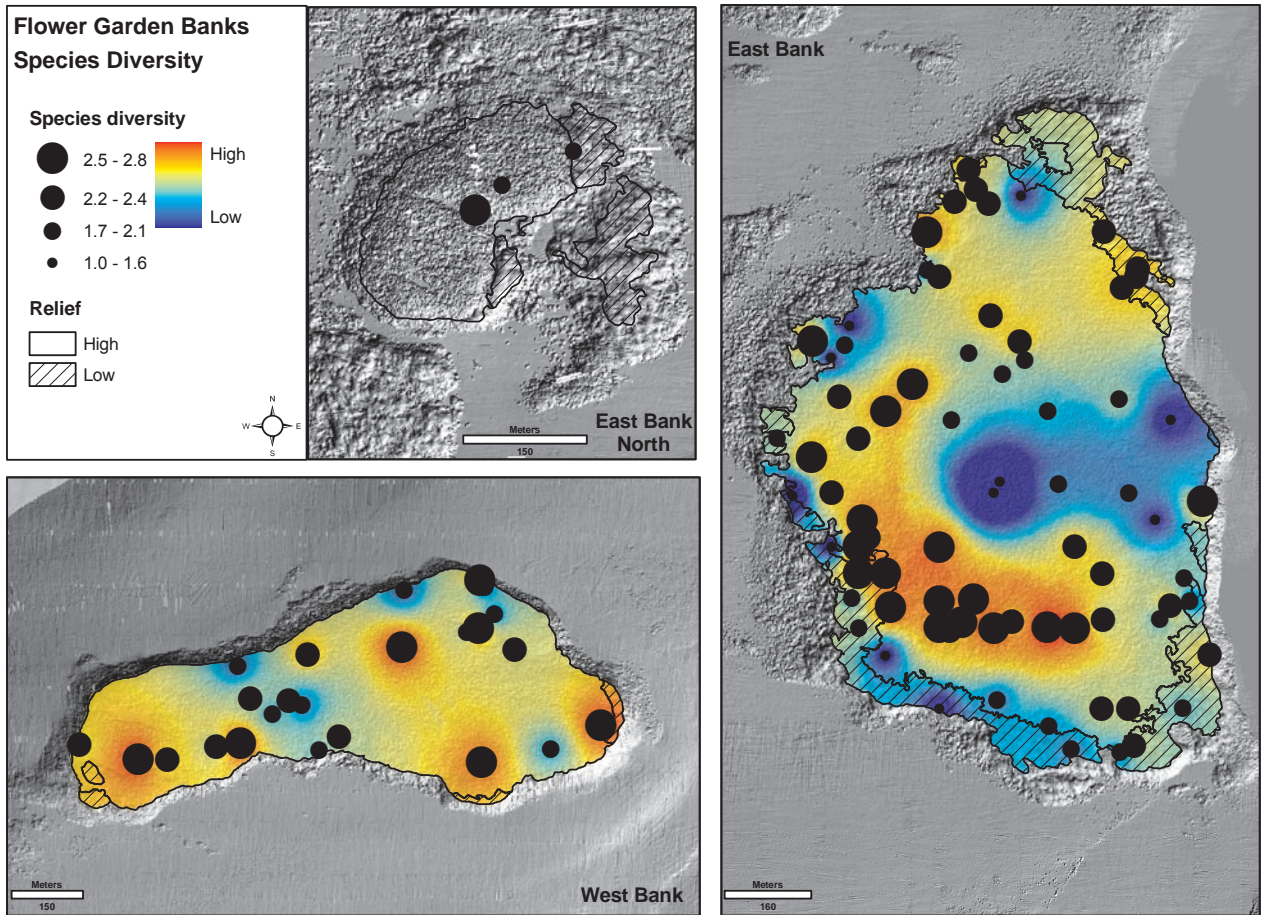 Flower Garden Banks
Species Diversity
Species diversity
2.5 - 2.8
2.2 - 2.4
1.7 - 2.1
1.0 - 1.6
High
Low
Relief
High
Low
N
W
E
S
Meters
150
East Bank
North
East Bank
Meters
160
Meters
150
West Bank